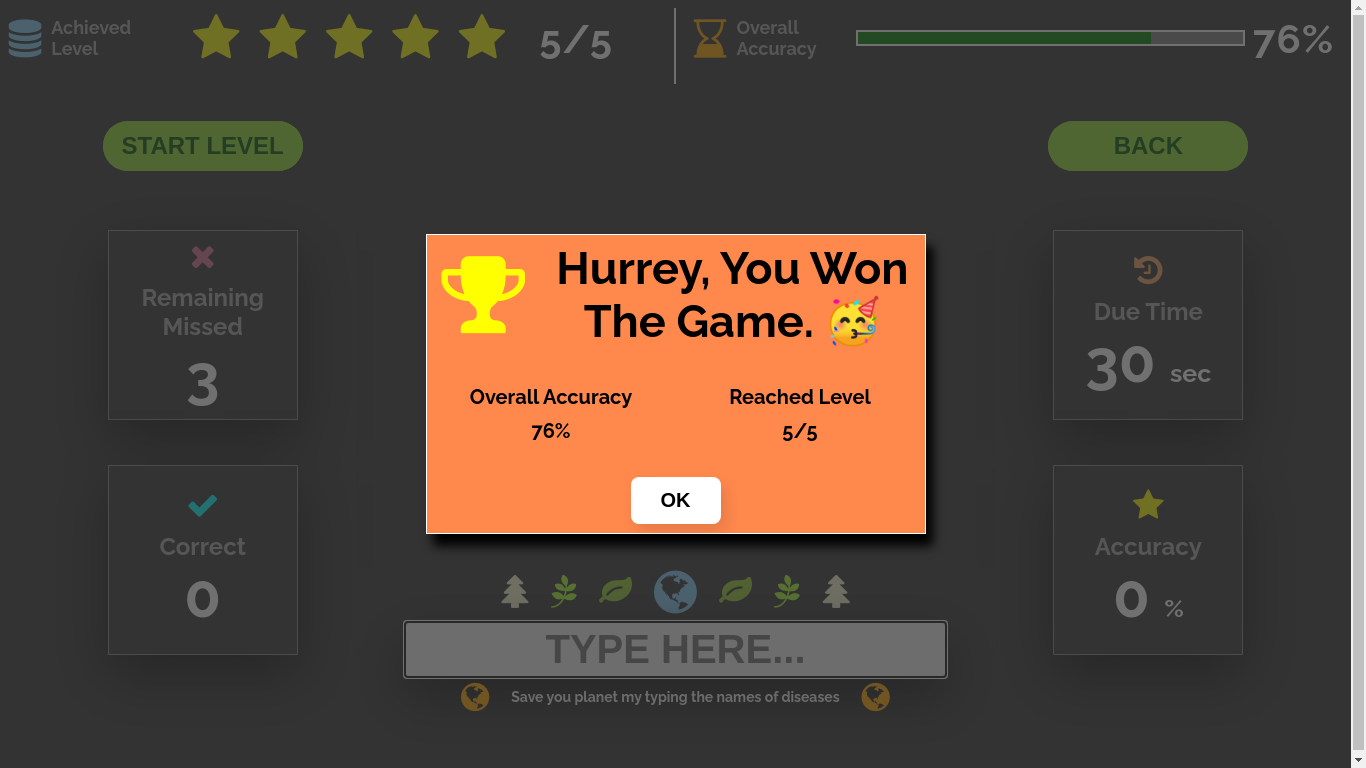 Achieved
Level
5/5
Overall
Accuracy
76%
START LEVEL
BACK
Remaining
Missed
3
Hurrey, You Won
The Game. 🥳
Overall Accuracy
76%
Reached Level
5/5
OK
Due Time
30 sec
Correct
0
Accuracy
0 %
TYPE HERE...
Save you planet my typing the names of diseases